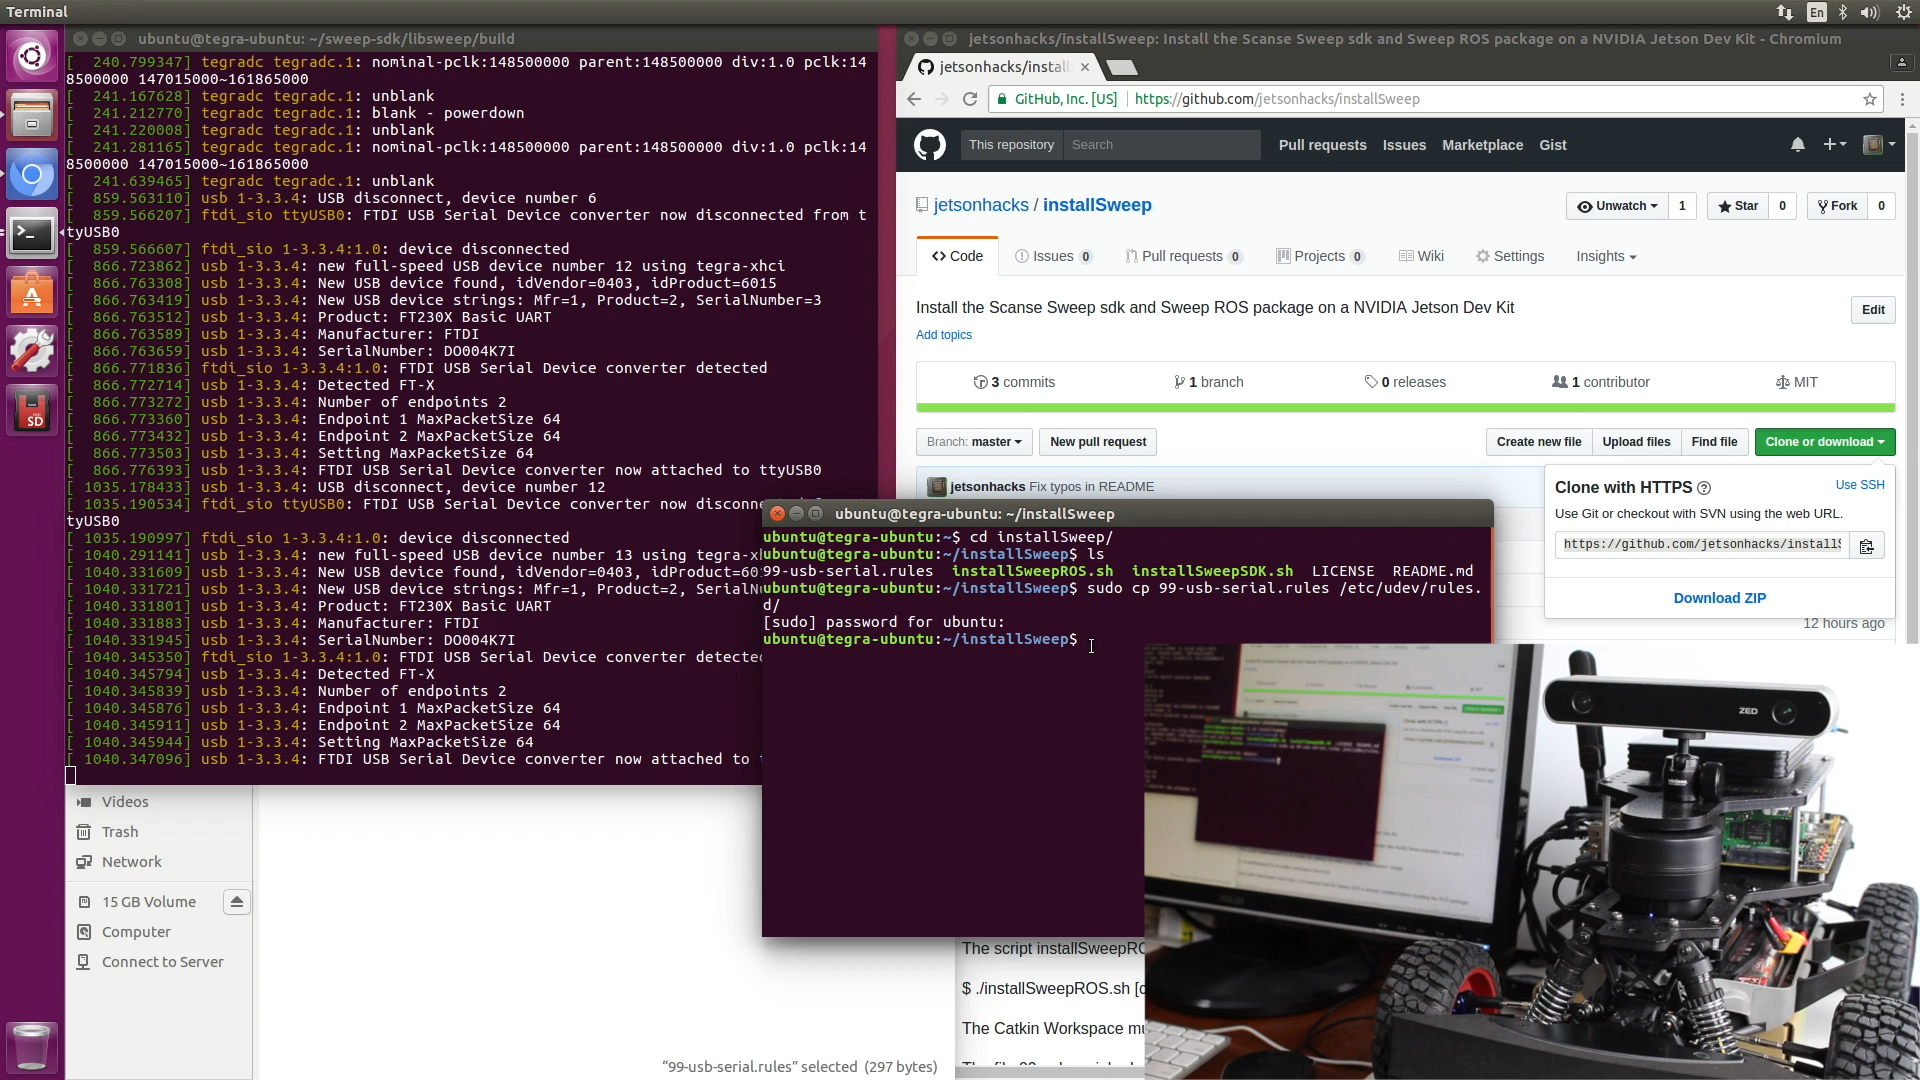 Terminal
En
ubuntu@tegra-ubuntu: ~/sweep-sdk/libsweep/build
[ 240.799347] tegradc tegradc.1: nominal-pclk:148500000 parent:148500000 div:1.0 pclk:14
8500000 147015000~161865000
[ 241.167628] tegradc tegradc.1: unblank
[ 241.212770] tegradc tegradc.1: blank - powerdown
[ 241.220008] tegradc tegradc.1: unblank
[ 241.281165] tegradc tegradc.1: nominal-pclk:148500000 parent:148500000 div:1.0 pclk:14
8500000 147015000~161865000
[ 241.639465] tegradc tegradc.1: unblank
[ 859.563110] usb 1-3.3.4: USB disconnect, device number 6
[ 859.566207] ftdi_sio ttyUSB0: FTDI USB Serial Device converter now disconnected from t
tyUSB0
[ 859.566607] ftdi_sio 1-3.3.4:1.0: device disconnected
[ 866.723862] usb 1-3.3.4: new full-speed USB device number 12 using tegra-xhci
[ 866.763308] usb 1-3.3.4: New USB device found, idVendor=0403, idProduct=6015
[ 866.763419] usb 1-3.3.4: New USB device strings: Mfr=1, Product=2, SerialNumber=3
[ 866.763512] usb 1-3.3.4: Product: FT230X Basic UART
[ 866.763589] usb 1-3.3.4: Manufacturer: FTDI
[ 866.763659] usb 1-3.3.4: SerialNumber: DO004K7I
[ 866.771836] ftdi_sio 1-3.3.4:1.0: FTDI USB Serial Device converter detected
[ 866.772714] usb 1-3.3.4: Detected FT-X
[ 866.773272] usb 1-3.3.4: Number of endpoints 2
[ 866.773360] usb 1-3.3.4: Endpoint 1 MaxPacketSize 64
[ 866.773432] usb 1-3.3.4: Endpoint 2 MaxPacketSize 64
[ 866.773503] usb 1-3.3.4: Setting MaxPacketSize 64
[ 866.776393] usb 1-3.3.4: FTDI USB Serial Device converter now attached to ttyUSB0
[ 1035.178433] usb 1-3.3.4: USB disconnect, device number 12
[ 1035.190534] ftdi_sio ttyUSB0: FTDI USB Serial Device converter now disconne
tyUSB0
[ 1035.190997] ftdi_sio 1-3.3.4:1.0: device disconnected
[ 1040.291141] usb 1-3.3.4: new full-speed USB device number 13 using tegra-xh
[ 1040.331609] usb 1-3.3.4: New USB device found, idVendor=0403, idProduct=60
[ 1040.331721] usb 1-3.3.4: New USB device strings: Mfr=1, Product=2, SerialN
[ 1040.331801] usb 1-3.3.4: Product: FT230X Basic UART
[ 1040.331883] usb 1-3.3.4: Manufacturer: FTDI
[ 1040.331945] usb 1-3.3.4: SerialNumber: DO004K7I
[ 1040.345350] ftdi_sio 1-3.3.4:1.0: FTDI USB Serial Device converter detecte
[ 1040.345794] usb 1-3.3.4: Detected FT-X
[ 1040.345839] usb 1-3.3.4: Number of endpoints 2
[ 1040.345876] usb 1-3.3.4: Endpoint 1 MaxPacketSize 64
[ 1040.345911] usb 1-3.3.4: Endpoint 2 MaxPacketSize 64
[ 1040.345944] usb 1-3.3.4: Setting MaxPacketSize 64
[ 1040.347096] usb 1-3.3.4: FTDI USB Serial Device converter now attached to
SD
Videos
Trash
Network
15 GB Volume
Computer
Connect to Server
“99-usb-serial.rules” selected (297 bytes)
jetsonhacks/installSweep: Install the Scanse Sweep sdk and Sweep ROS package on a NVIDIA Jetson Dev Kit - Chromium
jetsonhacks/install
GitHub, Inc. [US] https://github.com/jetsonhacks/installSweep
This repository Search Pull requests Issues Marketplace Gist
jetsonhacks / installSweep
Unwatch 1 Star 0 Fork 0
Code Issues 0 Pull requests 0 Projects 0 Wiki Settings Insights
Install the Scanse Sweep sdk and Sweep ROS package on a NVIDIA Jetson Dev Kit
Edit
Add topics
3 commits 1 branch 0 releases 1 contributor MIT
Branch: master New pull request Create new file Upload files Find file Clone or download
jetsonhacks Fix typos in README
Clone with HTTPS Use SSH
Use Git or checkout with SVN using the web URL.
https://github.com/jetsonhacks/installS
Download ZIP
12 hours ago
ubuntu@tegra-ubuntu: ~/installSweep
ubuntu@tegra-ubuntu:~$ cd installSweep/
ubuntu@tegra-ubuntu:~/installSweep$ ls
99-usb-serial.rules installSweepROS.sh installSweepSDK.sh LICENSE README.md
ubuntu@tegra-ubuntu:~/installSweep$ sudo cp 99-usb-serial.rules /etc/udev/rules.
d/
[sudo] password for ubuntu:
ubuntu@tegra-ubuntu:~/installSweep$
The script installSweepRO
$ ./installSweepROS.sh [c
The Catkin Workspace mu
ZED